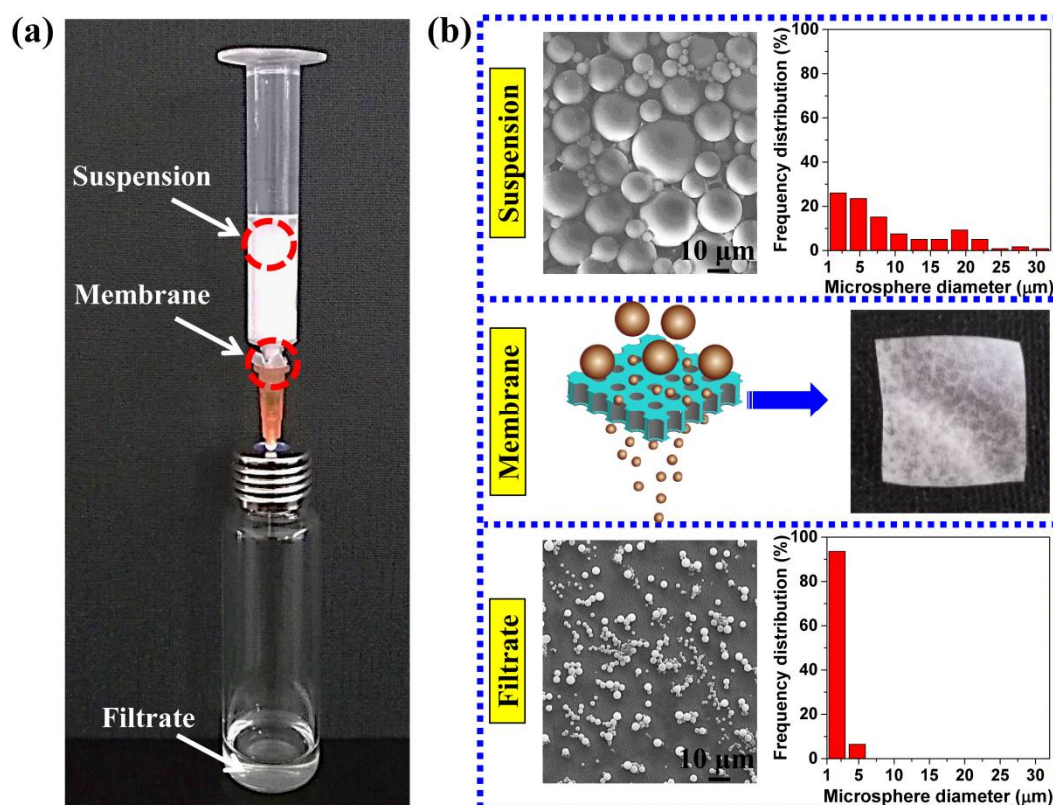 (a)
Suspension
Membrane
Filtrate
(b)
Suspension
10 μm
Frequency distribution (%)
100
80
60
40
20
0
1 5 10 15 20 25 30
Microsphere diameter (μm)
Membrane
Filtrate
10 μm
Frequency distribution (%)
100
80
60
40
20
0
1 5 10 15 20 25 30
Microsphere diameter (μm)